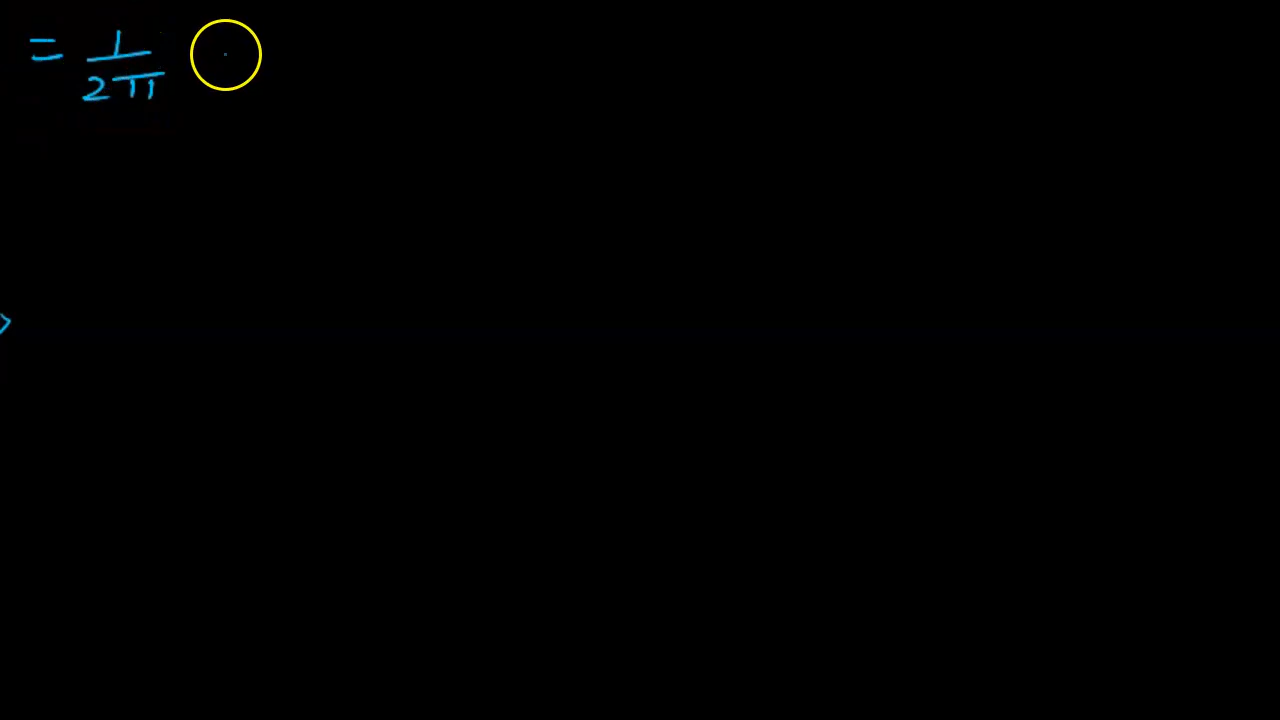 = 1/2π